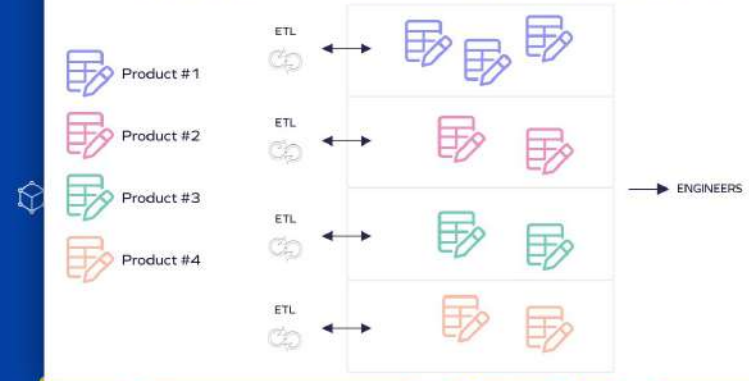 ETL
Product #1
ETL
Product #2
ENGINEERS
Product #3
ETL
Product #4
ETL